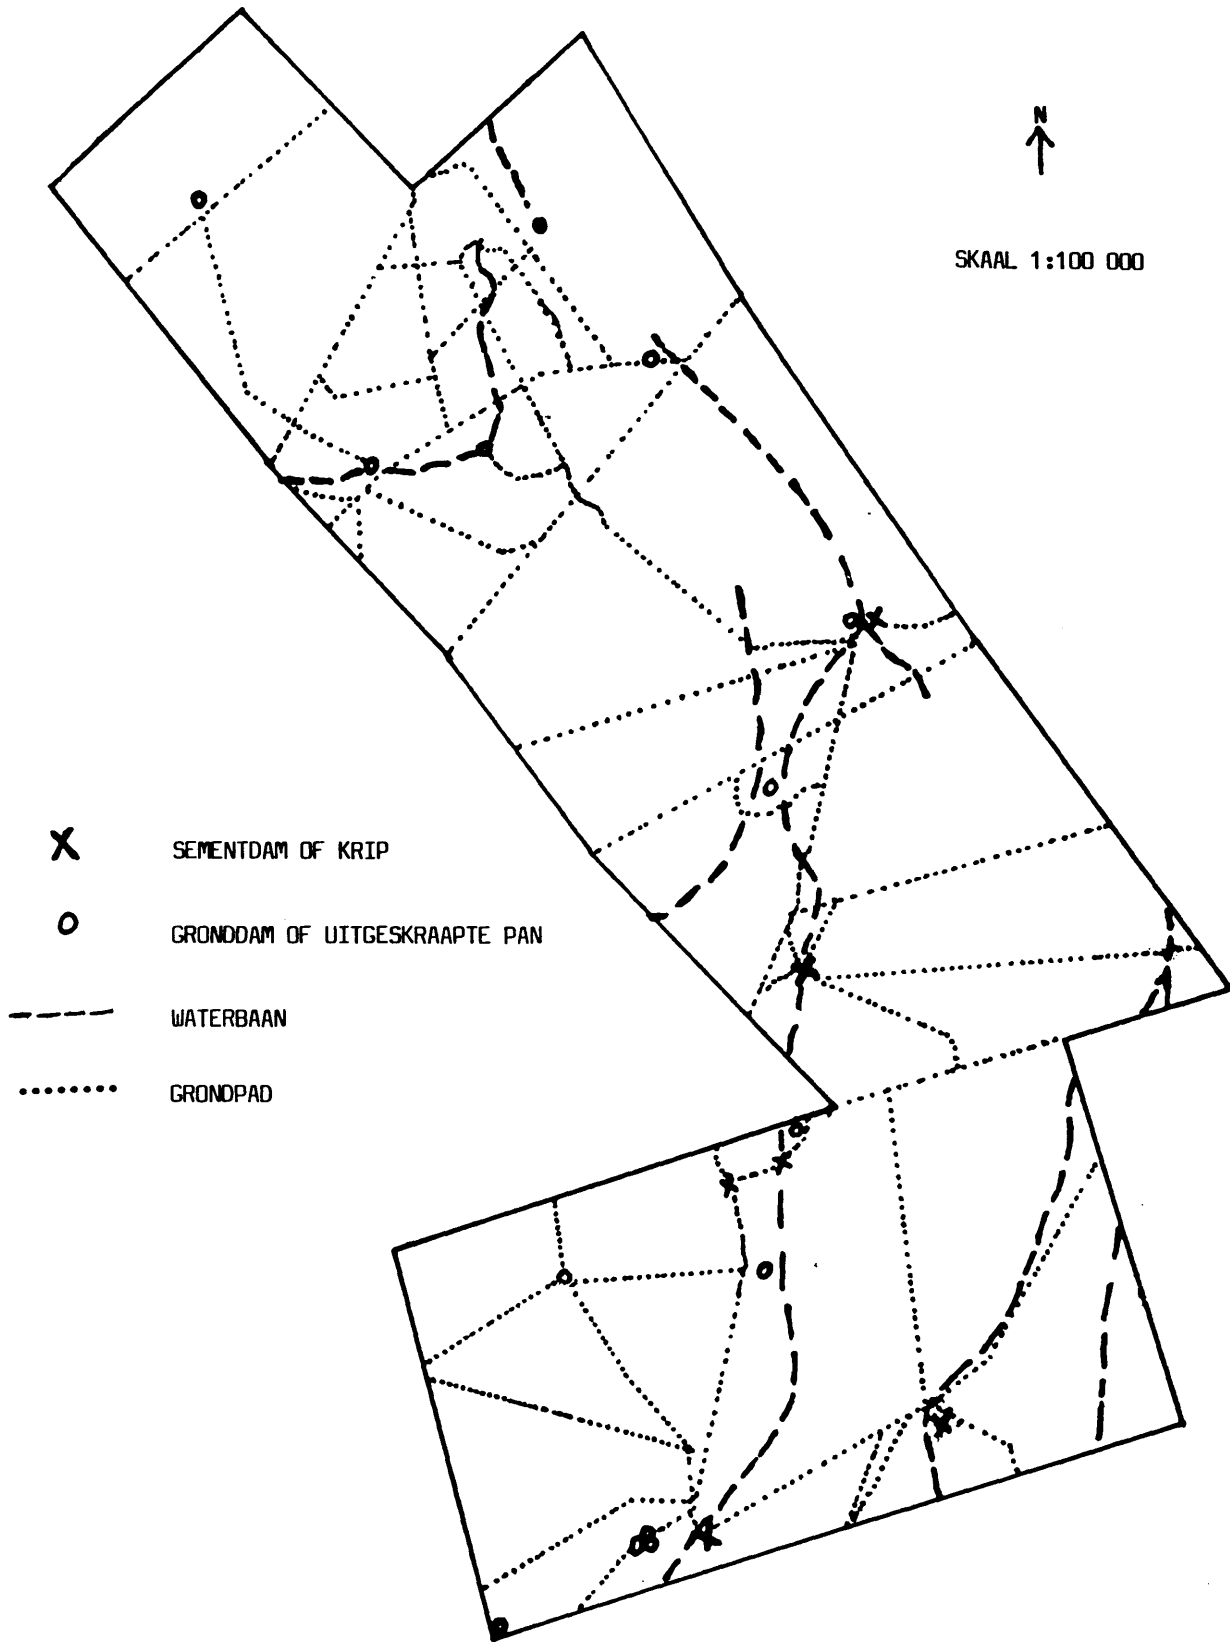 N
SKAAL 1:100 000
SEMENTDAM OF KRIP
GRONDDAM OF UITGESKRAAPTE PAN
WATERBAAN
GRONDPAD